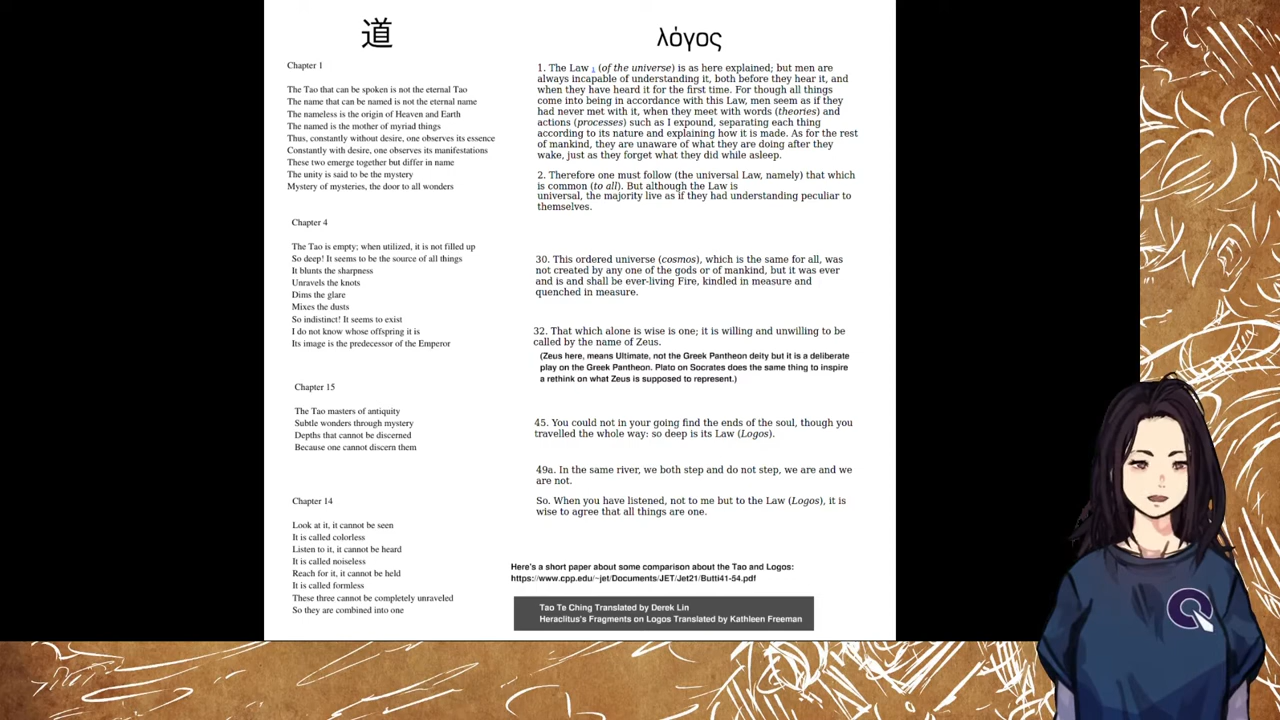 道
Chapter 1
The Tao that can be spoken is not the eternal Tao
The name that can be named is not the eternal name
The nameless is the origin of Heaven and Earth
The named is the mother of myriad things
Thus, constantly without desire, one observes its essence
Constantly with desire, one observes its manifestations
These two emerge together but differ in name
The unity is said to be the mystery
Mystery of mysteries, the door to all wonders
Chapter 4
The Tao is empty; when utilized, it is not filled up
So deep! It seems to be the source of all things
It blunts the sharpness
Unravels the knots
Dims the glare
Mixes the dusts
So indistinct! It seems to exist
I do not know whose offspring it is
Its image is the predecessor of the Emperor
Chapter 15
The Tao masters of antiquity
Subtle wonders through mystery
Depths that cannot be discerned
Because one cannot discern them
Chapter 14
Look at it, it cannot be seen
It is called colorless
Listen to it, it cannot be heard
It is called noiseless
Reach for it, it cannot be held
It is called formless
These three cannot be completely unraveled
So they are combined into one
λόγος
1. The Law 1 (of the universe) is as here explained; but men are
always incapable of understanding it, both before they hear it, and
when they have heard it for the first time. For though all things
come into being in accordance with this Law, men seem as if they
had never met with it, when they meet with words (theories) and
actions (processes) such as I expound, separating each thing
according to its nature and explaining how it is made. As for the rest
of mankind, they are unaware of what they are doing after they
wake, just as they forget what they did while asleep.
2. Therefore one must follow (the universal Law, namely) that which
is common (to all). But although the Law is
universal, the majority live as if they had understanding peculiar to
themselves.
30. This ordered universe (cosmos), which is the same for all, was
not created by any one of the gods or of mankind, but it was ever
and is and shall be ever-living Fire, kindled in measure and
quenched in measure.
32. That which alone is wise is one; it is willing and unwilling to be
called by the name of Zeus.
(Zeus here, means Ultimate, not the Greek Pantheon deity but it is a deliberate
play on the Greek Pantheon. Plato on Socrates does the same thing to inspire
a rethink on what Zeus is supposed to represent.)
45. You could not in your going find the ends of the soul, though you
travelled the whole way: so deep is its Law (Logos).
49a. In the same river, we both step and do not step, we are and we
are not.
So. When you have listened, not to me but to the Law (Logos), it is
wise to agree that all things are one.
Here's a short paper about some comparison about the Tao and Logos:
https://www.cpp.edu/~jet/Documents/JET/Jet21/Butti41-54.pdf
Tao Te Ching Translated by Derek Lin
Heraclitus's Fragments on Logos Translated by Kathleen Freeman